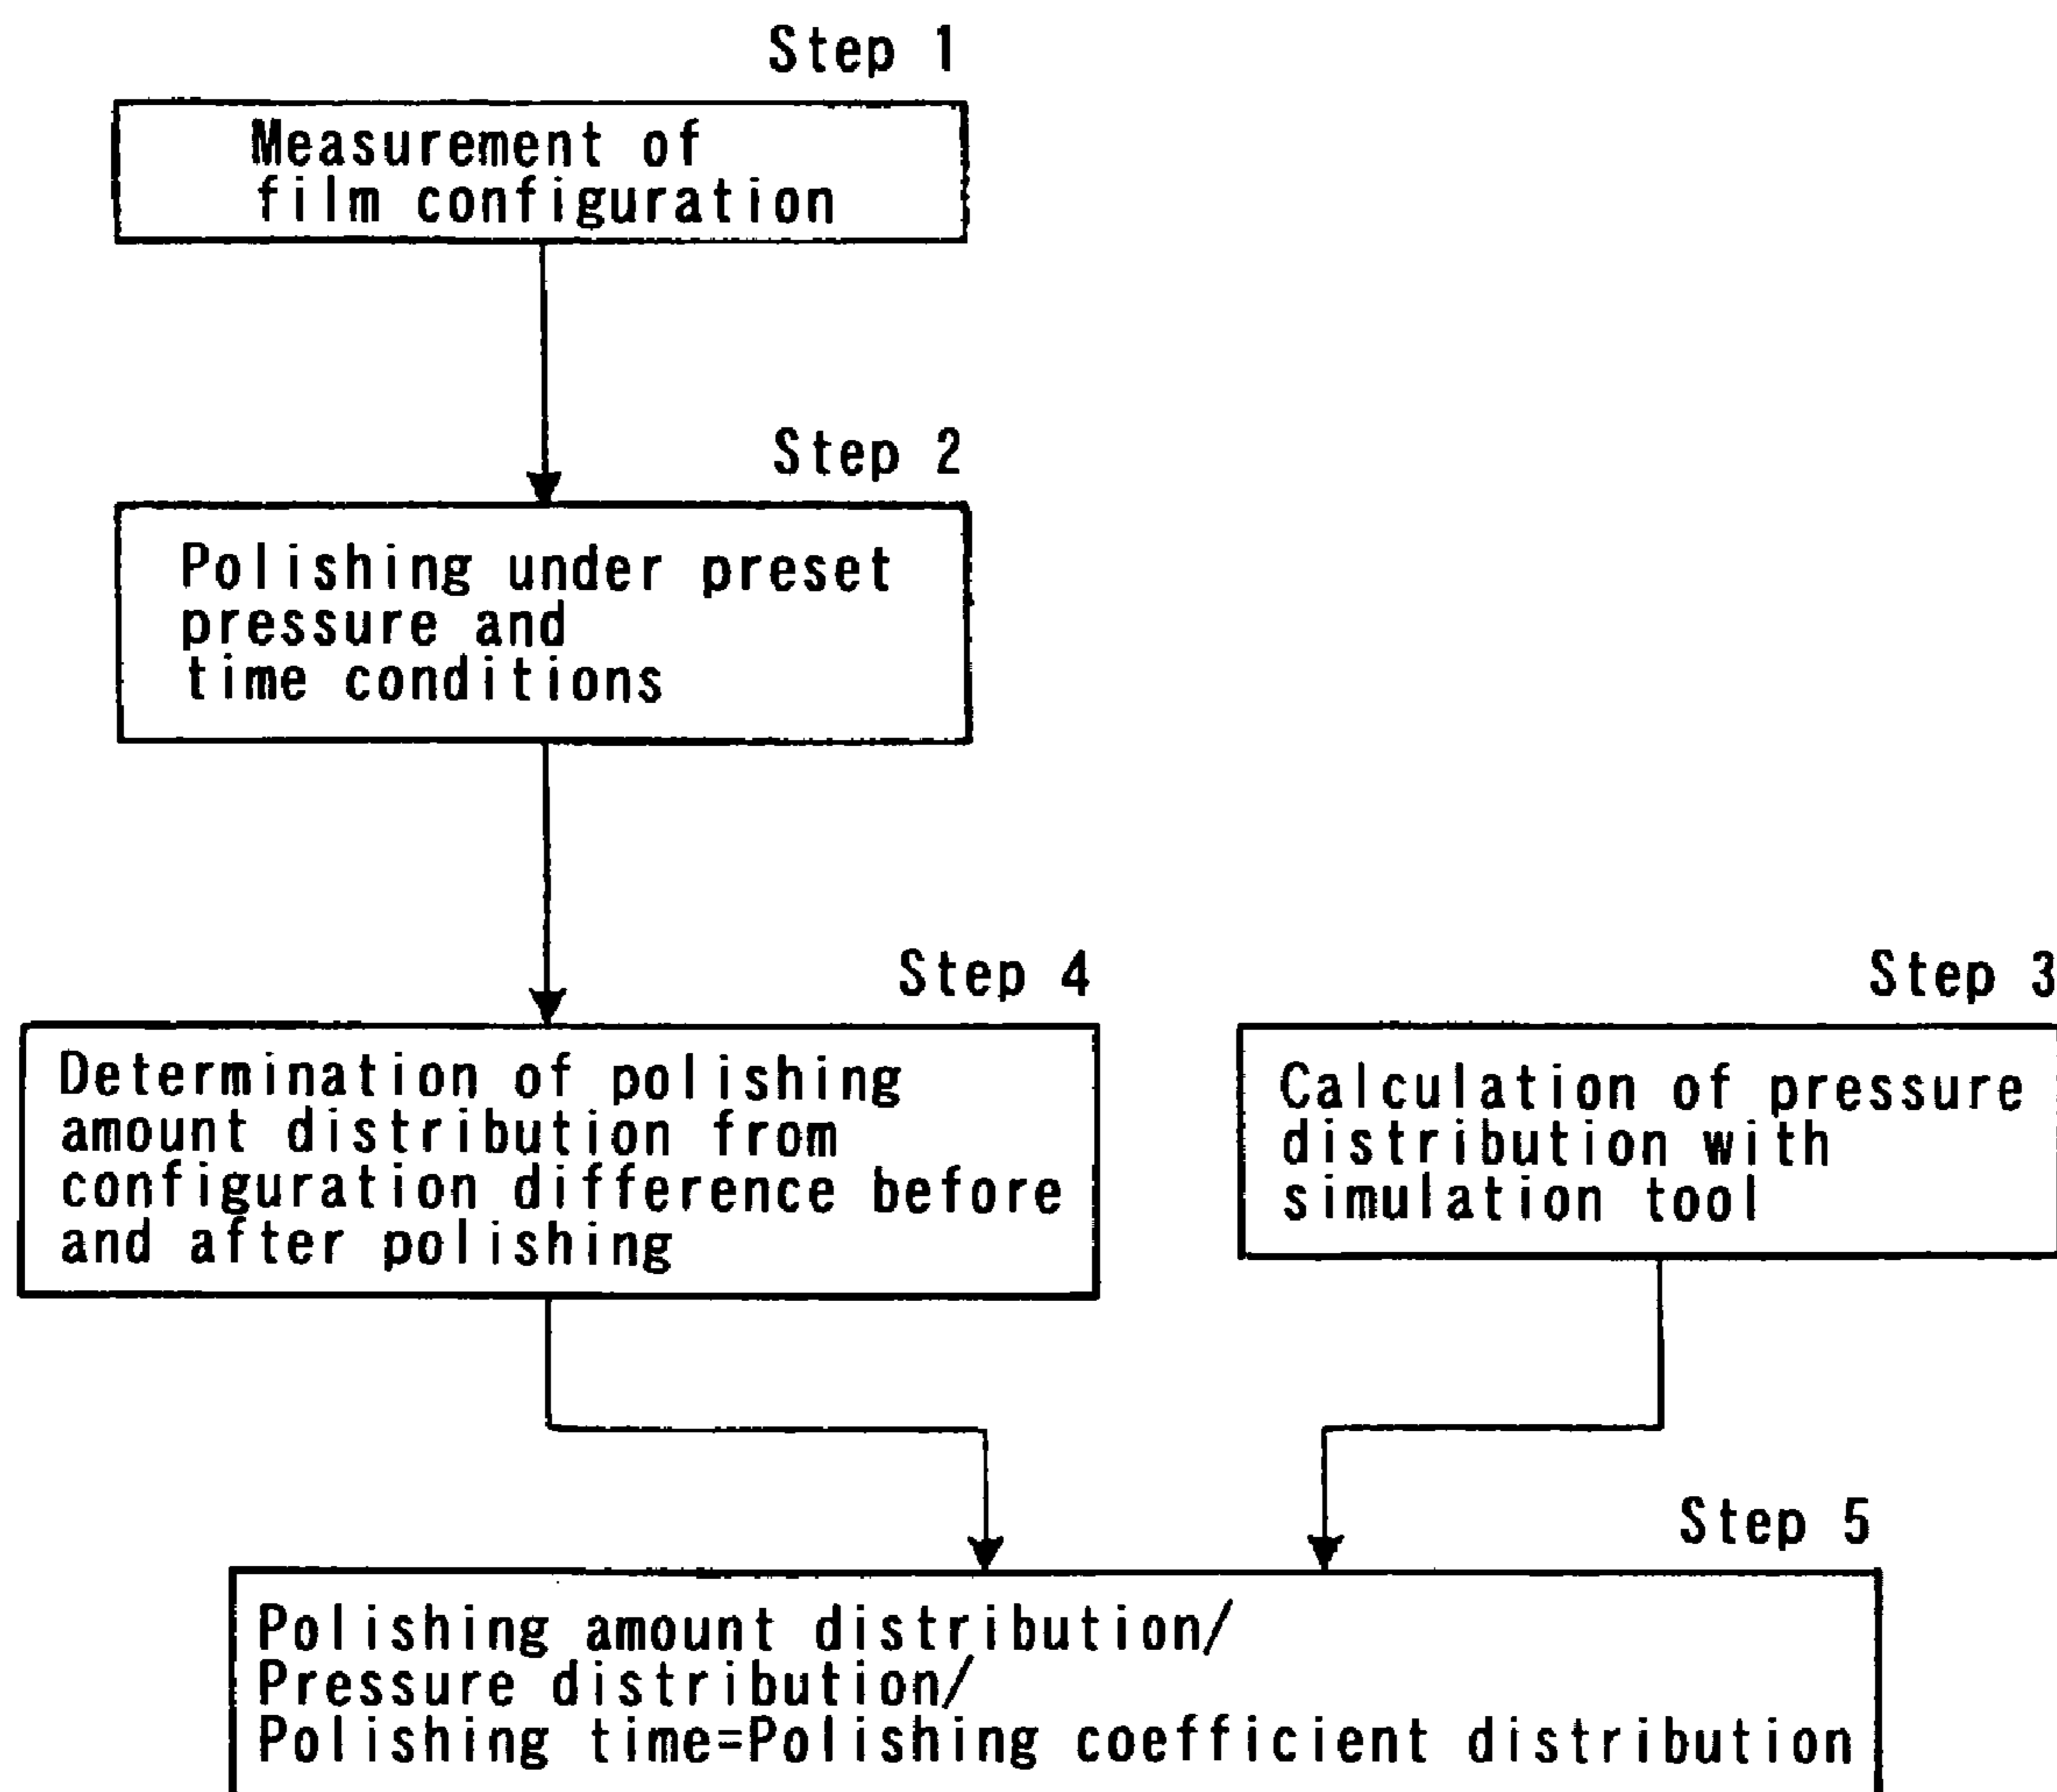 Step 1
Measurement of
film configuration
Step 2
Polishing under preset
pressure and
time conditions
Step 4
Determination of polishing
amount distribution from
configuration difference before
and after polishing
Step 3
Calculation of pressure
distribution with
simulation tool
Step 5
Polishing amount distribution/
Pressure distribution/
Polishing time=Polishing coefficient distribution